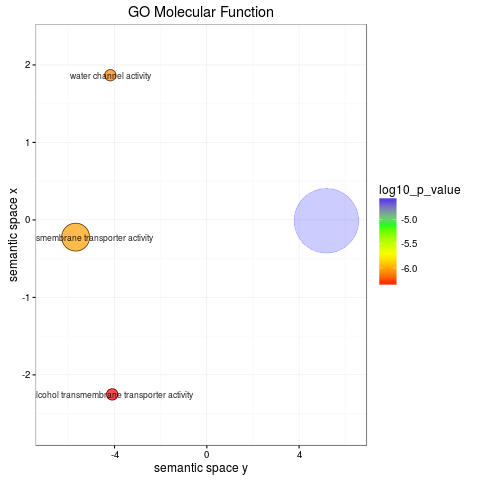 GO Molecular Function
2
1
0
-1
-2
water channel activity
smembrane transporter activity
lcohol transmembrane transporter activity
-4
0
4
semantic space y
semantic space x
log10_p_value
-5.0
-5.5
-6.0